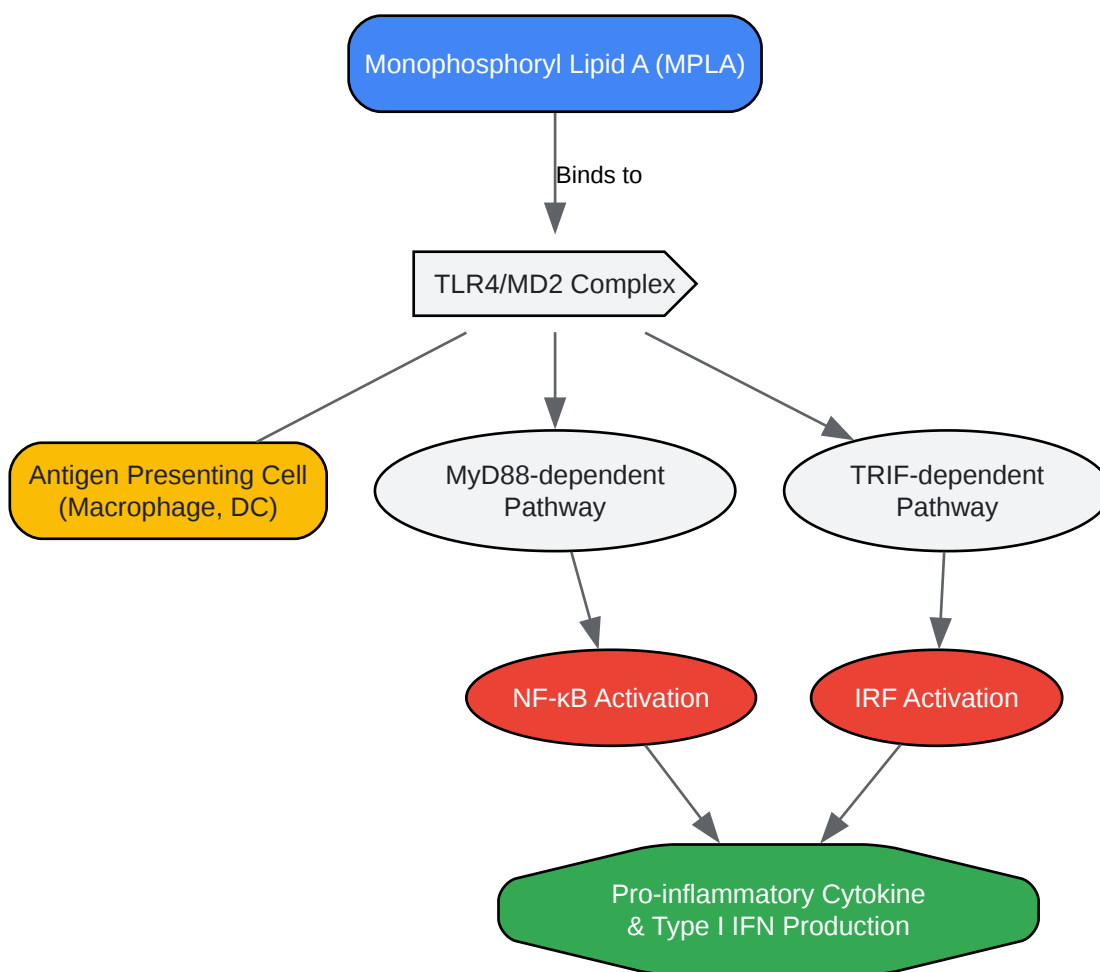 Monophosphoryl Lipid A (MPLA)
Binds to
TLR4/MD2 Complex
Antigen Presenting Cell
(Macrophage, DC)
MyD88-dependent
Pathway
TRIF-dependent
Pathway
NF-κB Activation
IRF Activation
Pro-inflammatory Cytokine
& Type I IFN Production